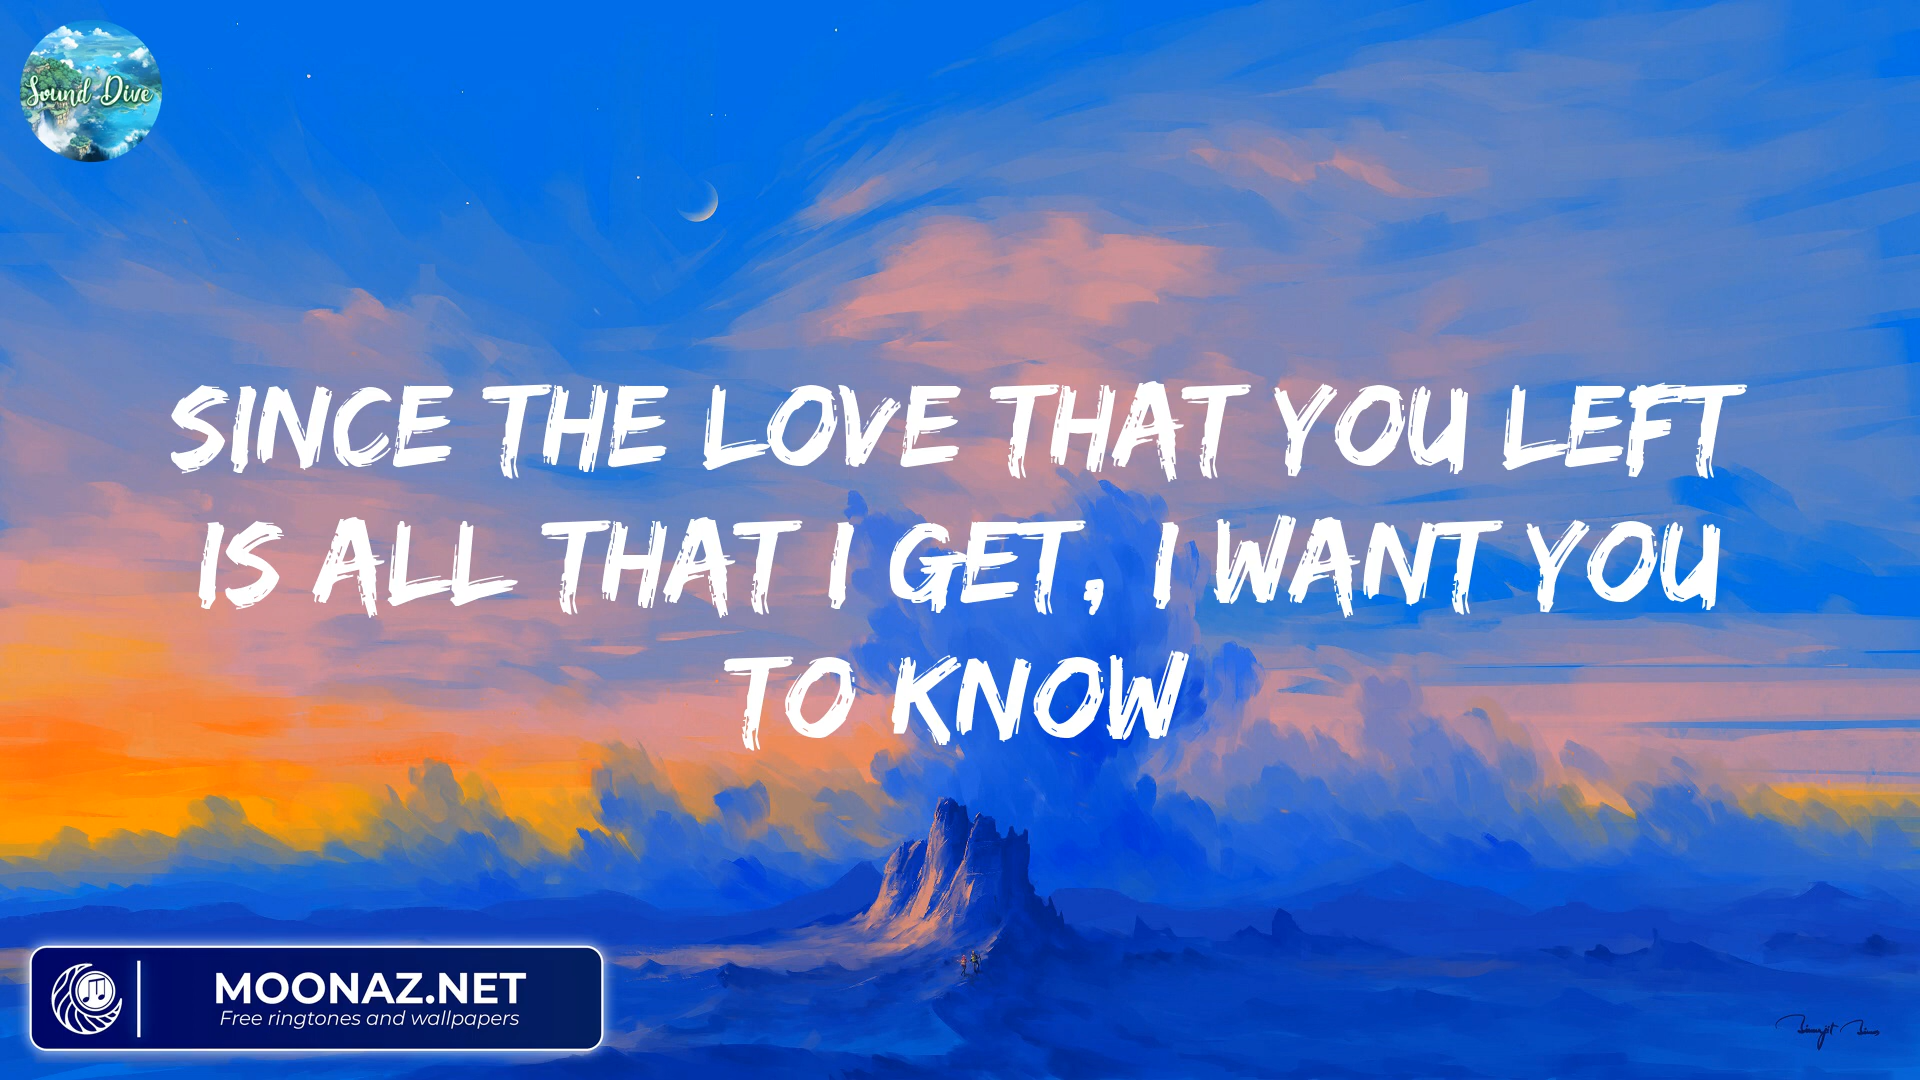 Sound Dive
SINCE THE LOVE THAT YOU LEFT
IS ALL THAT I GET, I WANT YOU
TO KNOW
MOONAZ.NET
Free ringtones and wallpapers